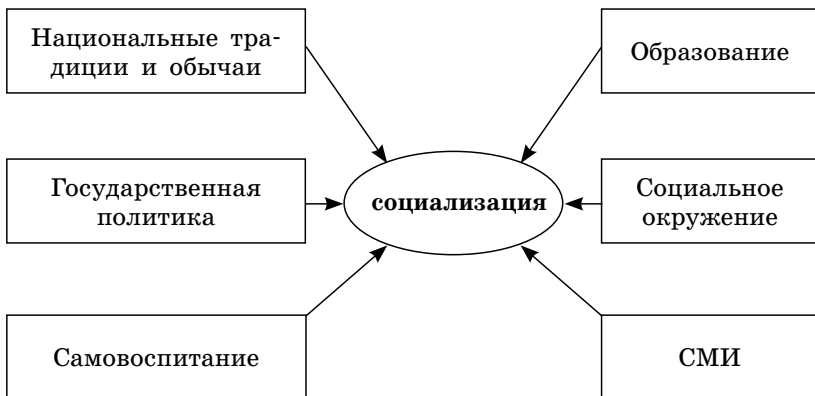 Национальные тра-
диции и обычаи
Образование
Государственная
политика
социализация
Социальное
окружение
Самовоспитание
СМИ